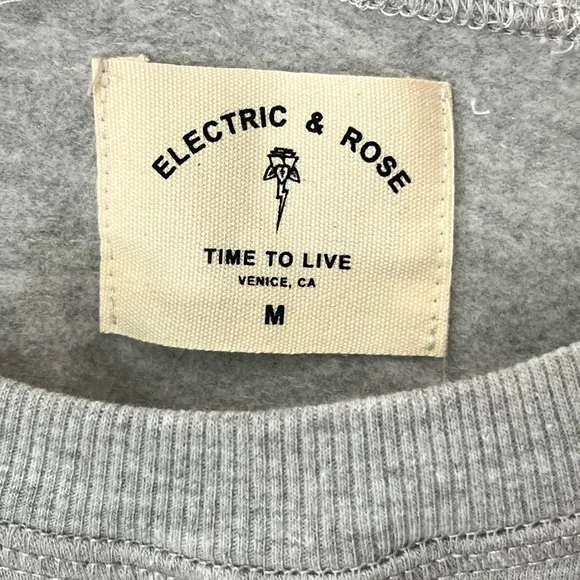 ELECTRIC & ROSE
TIME TO LIVE
VENICE, CA
M